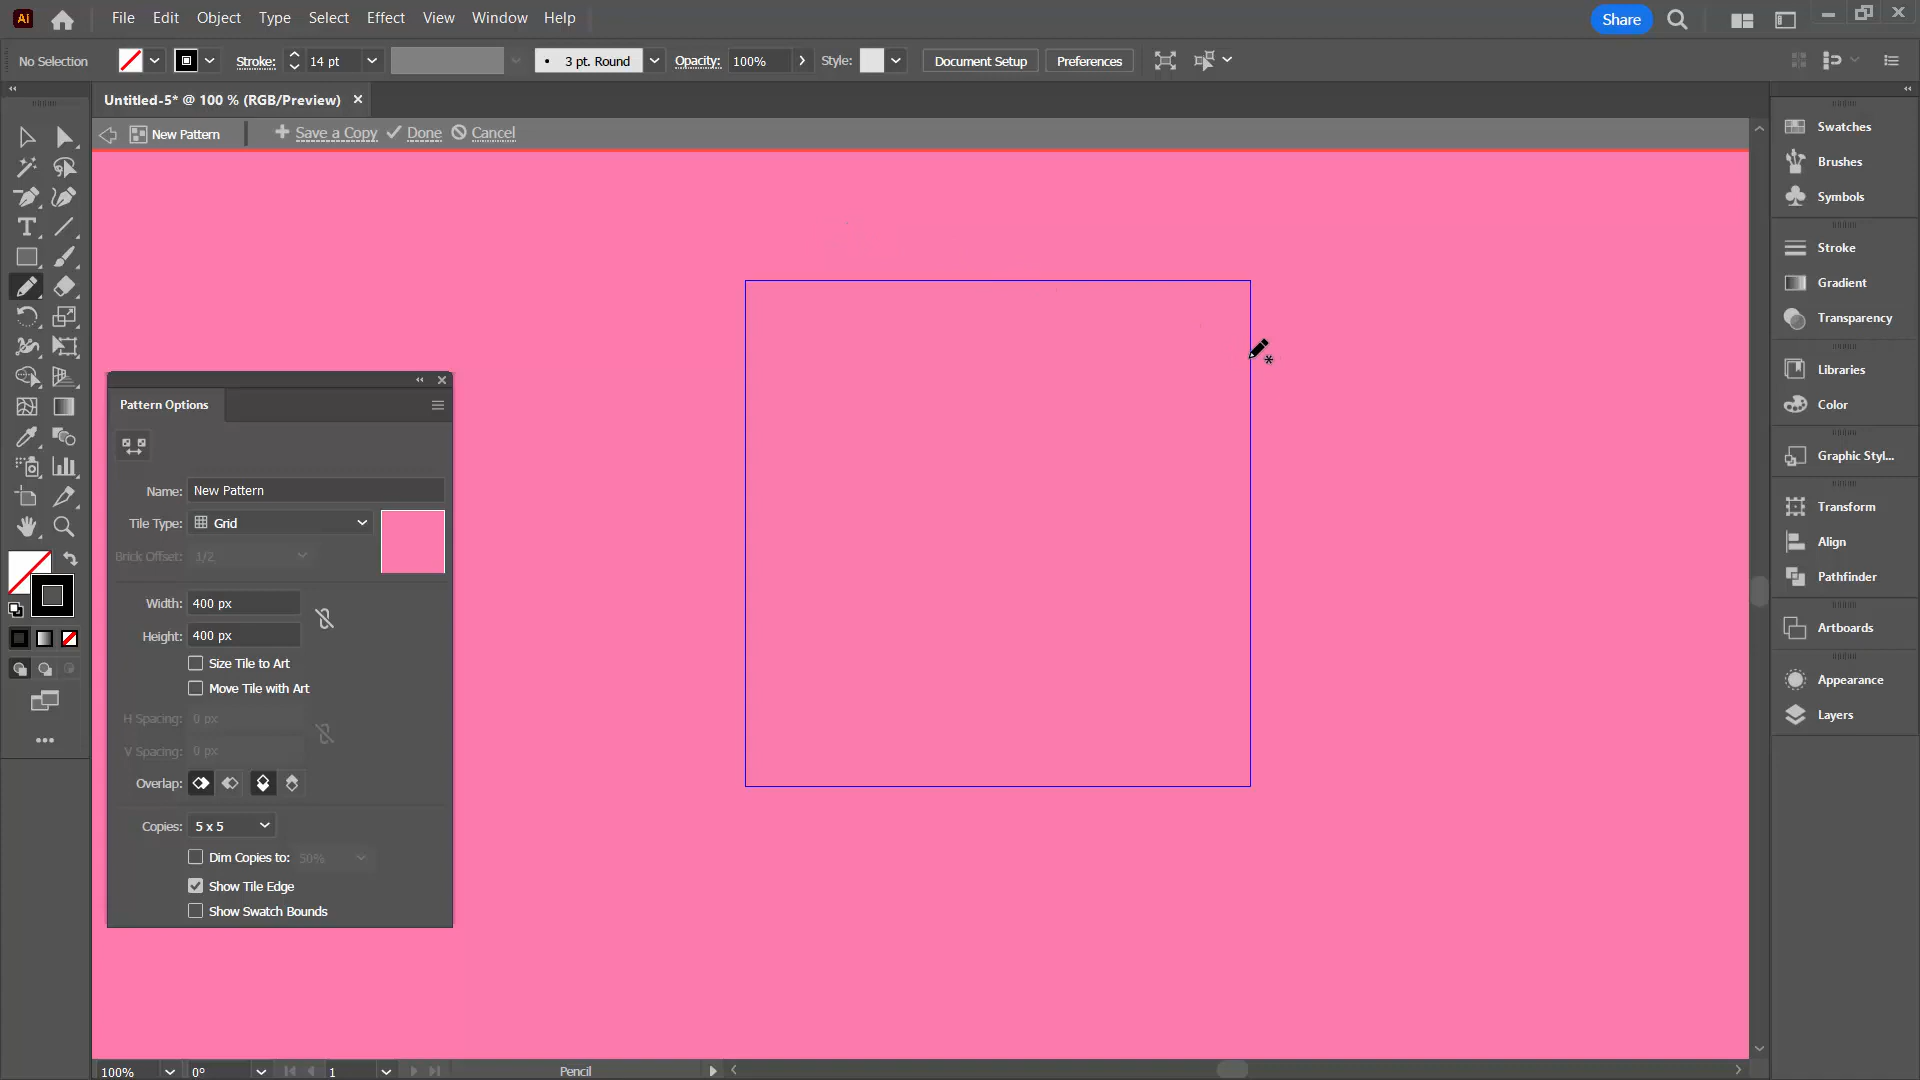 Ai File Edit Object Type Select Effect View Window Help Share
No Selection Stroke: 14 pt 3 pt. Round Opacity: 100% Style: Document Setup Preferences
Untitled-5* @ 100 % (RGB/Preview)
New Pattern Save a Copy Done Cancel
Swatches
Brushes
Symbols
Stroke
Gradient
Transparency
Libraries
Color
Graphic Styl...
Transform
Align
Pathfinder
Artboards
Appearance
Layers
Pattern Options
Name: New Pattern
Tile Type: Grid
Brick Offset: 1/2
Width: 400 px
Height: 400 px
Size Tile to Art
Move Tile with Art
H Spacing: 0 px
V Spacing: 0 px
Overlap:
Copies: 5 x 5
Dim Copies to: 50%
Show Tile Edge
Show Swatch Bounds
100% 0° 1 Pencil